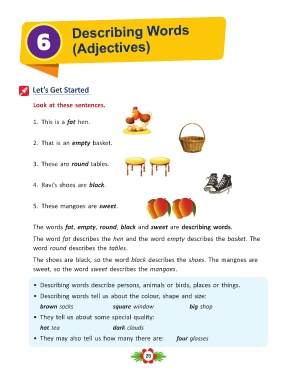 6
Describing Words
(Adjectives)
Let's Get Started
Look at these sentences.
1. This is a fat hen.
2. That is an empty basket.
3. These are round tables.
4. Ravi's shoes are black.
5. These mangoes are sweet.
The words fat, empty, round, black and sweet are describing words.
The word fat describes the hen and the word empty describes the basket. The
word round describes the tables.
The shoes are black, so the word black describes the shoes. The mangoes are
sweet, so the word sweet describes the mangoes.
• Describing words describe persons, animals or birds, places or things.
• Describing words tell us about the colour, shape and size:
brown socks square window big shop
• They tell us about some special quality:
hot tea dark clouds
• They may also tell us how many there are: four glasses
20